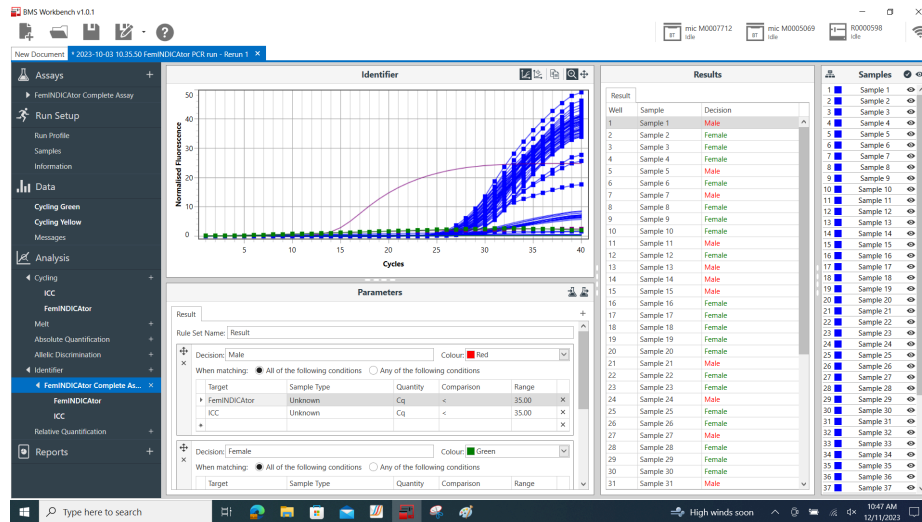 BMS Workbench v1.0.1
mic M0007712
Idle
mic M0005069
Idle
R0000598
Idle
New Document
* 2023-10-03 10.35.50 FemINDICAtor PCR run - Rerun 1 ×
Assays +
FemINDICAtor Complete Assay
Run Setup
Run Profile
Samples
Information
Data
Cycling Green
Cycling Yellow
Messages
Analysis
Cycling +
ICC
FemINDICAtor
Melt +
Absolute Quantification +
Allelic Discrimination +
Identifier +
FemINDICAtor Complete As... ×
FemINDICAtor
ICC
Relative Quantification +
Reports +
Identifier
Normalised Fluorescence
50
40
30
20
10
0
5 10 15 20 25 30 35 40
Cycles
Parameters
Result +
Rule Set Name: Result
Decision: Male Colour: Red
When matching: All of the following conditions Any of the following conditions
Target Sample Type Quantity Comparison Range
FemINDICAtor Unknown Cq < 35.00 ×
ICC Unknown Cq < 35.00 ×
* ×
Decision: Female Colour: Green
When matching: All of the following conditions Any of the following conditions
Target Sample Type Quantity Comparison Range
Results
Result
Well Sample Decision
1 Sample 1 Male
2 Sample 2 Female
3 Sample 3 Female
4 Sample 4 Female
5 Sample 5 Male
6 Sample 6 Female
7 Sample 7 Male
8 Sample 8 Female
9 Sample 9 Female
10 Sample 10 Female
11 Sample 11 Male
12 Sample 12 Female
13 Sample 13 Male
14 Sample 14 Male
15 Sample 15 Male
16 Sample 16 Female
17 Sample 17 Female
18 Sample 18 Female
19 Sample 19 Female
20 Sample 20 Female
21 Sample 21 Male
22 Sample 22 Female
23 Sample 23 Female
24 Sample 24 Male
25 Sample 25 Female
26 Sample 26 Female
27 Sample 27 Male
28 Sample 28 Female
29 Sample 29 Female
30 Sample 30 Female
31 Sample 31 Male
Samples
1 Sample 1
2 Sample 2
3 Sample 3
4 Sample 4
5 Sample 5
6 Sample 6
7 Sample 7
8 Sample 8
9 Sample 9
10 Sample 10
11 Sample 11
12 Sample 12
13 Sample 13
14 Sample 14
15 Sample 15
16 Sample 16
17 Sample 17
18 Sample 18
19 Sample 19
20 Sample 20
21 Sample 21
22 Sample 22
23 Sample 23
24 Sample 24
25 Sample 25
26 Sample 26
27 Sample 27
28 Sample 28
29 Sample 29
30 Sample 30
31 Sample 31
32 Sample 32
33 Sample 33
34 Sample 34
35 Sample 35
36 Sample 36
37 Sample 37
Type here to search
High winds soon
10:47 AM
12/11/2023